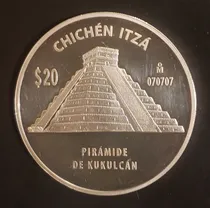 CHICHÉN ITZÁ
$20
M̊
070707
PIRÁMIDE
DE KUKULCÁN